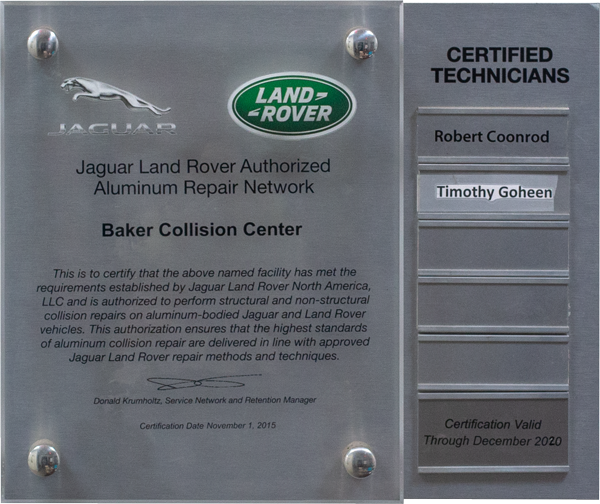 JAGUAR
LAND-
-ROVER
Jaguar Land Rover Authorized
Aluminum Repair Network
Baker Collision Center
This is to certify that the above named facility has met the
requirements established by Jaguar Land Rover North America,
LLC and is authorized to perform structural and non-structural
collision repairs on aluminum-bodied Jaguar and Land Rover
vehicles. This authorization ensures that the highest standards
of aluminum collision repair are delivered in line with approved
Jaguar Land Rover repair methods and techniques.
Donald Krumholtz, Service Network and Retention Manager
Certification Date November 1, 2015
CERTIFIED
TECHNICIANS
Robert Coonrod
Timothy Goheen
Certification Valid
Through December 2020